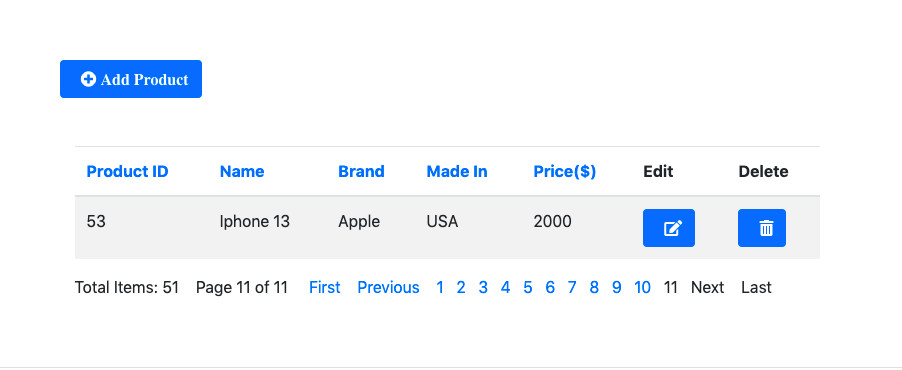 Add Product
Product ID Name Brand Made In Price($) Edit Delete
53 Iphone 13 Apple USA 2000
Total Items: 51 Page 11 of 11 First Previous 1 2 3 4 5 6 7 8 9 10 11 Next Last